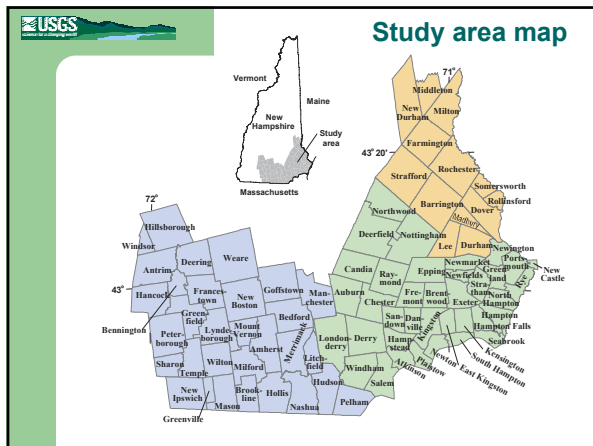 USGS
science for a changing world
Study area map
Vermont
Maine
New
Hampshire
Study
area
Massachusetts
71°
43° 20'
72°
43°
Middleton
New
Durham
Milton
Farmington
Strafford
Rochester
Somersworth
Rollinsford
Barrington
Dover
Madbury
Lee
Durham
Northwood
Nottingham
Deerfield
Newington
Ports-
mouth
New
Castle
Newmarket
Green-
land
Rye
Candia
Ray-
mond
Epping
Newfields
Stra-
tham
North
Hampton
Auburn
Chester
Fre-
mont
Brent-
wood
Exeter
Hampton
Hampton Falls
San-
down
Dan-
ville
Kingston
Seabrook
Kensington
South Hampton
East Kingston
Newton
London-
derry
Derry
Hamp
stead
Plaistow
Atkinson
Windham
Salem
Hillsborough
Windsor
Antrim
Deering
Weare
Hancock
Frances-
town
New
Boston
Goffstown
Man-
chester
Bennington
Green-
field
Bedford
Peter-
borough
Lynde-
borough
Mount
Vernon
Merrimack
Amherst
Litch-
field
Sharon
Temple
Wilton
Milford
Hudson
New
Ipswich
Mason
Brook-
line
Hollis
Nashua
Pelham
Greenville